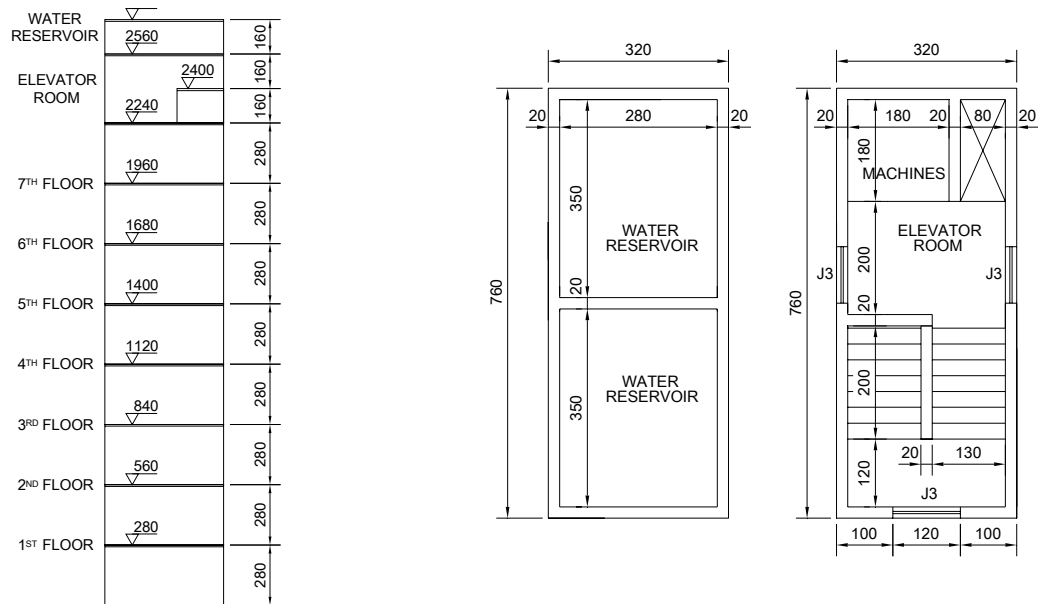 WATER
RESERVOIR
2560
160
ELEVATOR
ROOM
2400
160
2240
160
280
1960
7TH FLOOR
280
1680
6TH FLOOR
280
1400
5TH FLOOR
280
1120
4TH FLOOR
280
840
3RD FLOOR
280
560
2ND FLOOR
280
280
1ST FLOOR
280
320
20
280
20
760
350
WATER
RESERVOIR
20
350
WATER
RESERVOIR
320
20
180
20
80
20
180
MACHINES
760
200
ELEVATOR
ROOM
J3
J3
20
200
20
130
120
J3
100
120
100